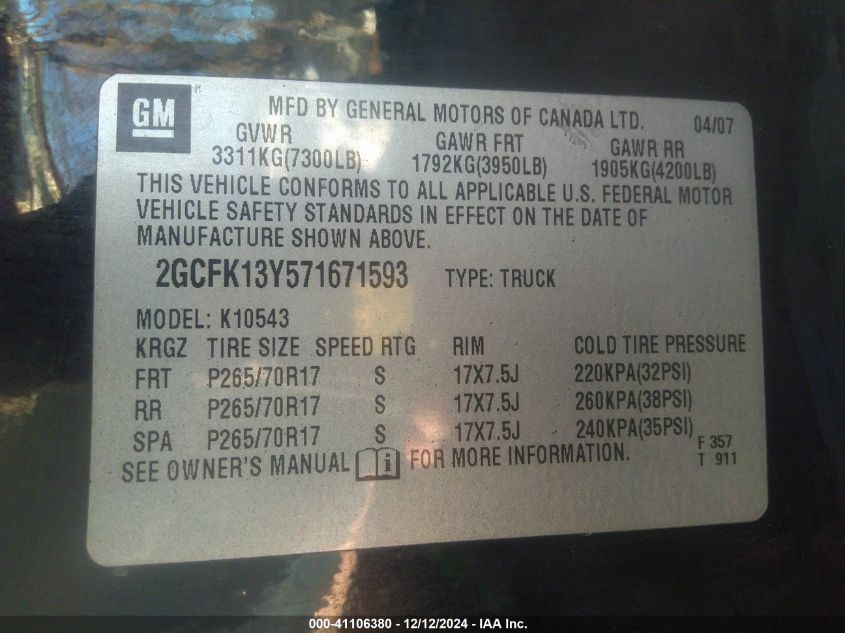 GM
MFD BY GENERAL MOTORS OF CANADA LTD. 04/07
GVWR GAWR FRT GAWR RR
3311KG(7300LB) 1792KG(3950LB) 1905KG(4200LB)
THIS VEHICLE CONFORMS TO ALL APPLICABLE U.S. FEDERAL MOTOR
VEHICLE SAFETY STANDARDS IN EFFECT ON THE DATE OF
MANUFACTURE SHOWN ABOVE.
2GCFK13Y571671593 TYPE: TRUCK
MODEL: K10543
KRGZ TIRE SIZE SPEED RTG RIM COLD TIRE PRESSURE
FRT P265/70R17 S 17X7.5J 220KPA(32PSI)
RR P265/70R17 S 17X7.5J 260KPA(38PSI)
SPA P265/70R17 S 17X7.5J 240KPA(35PSI)
F 357
SEE OWNER'S MANUAL i FOR MORE INFORMATION. T 911
000-41106380 - 12/12/2024 - IAA Inc.